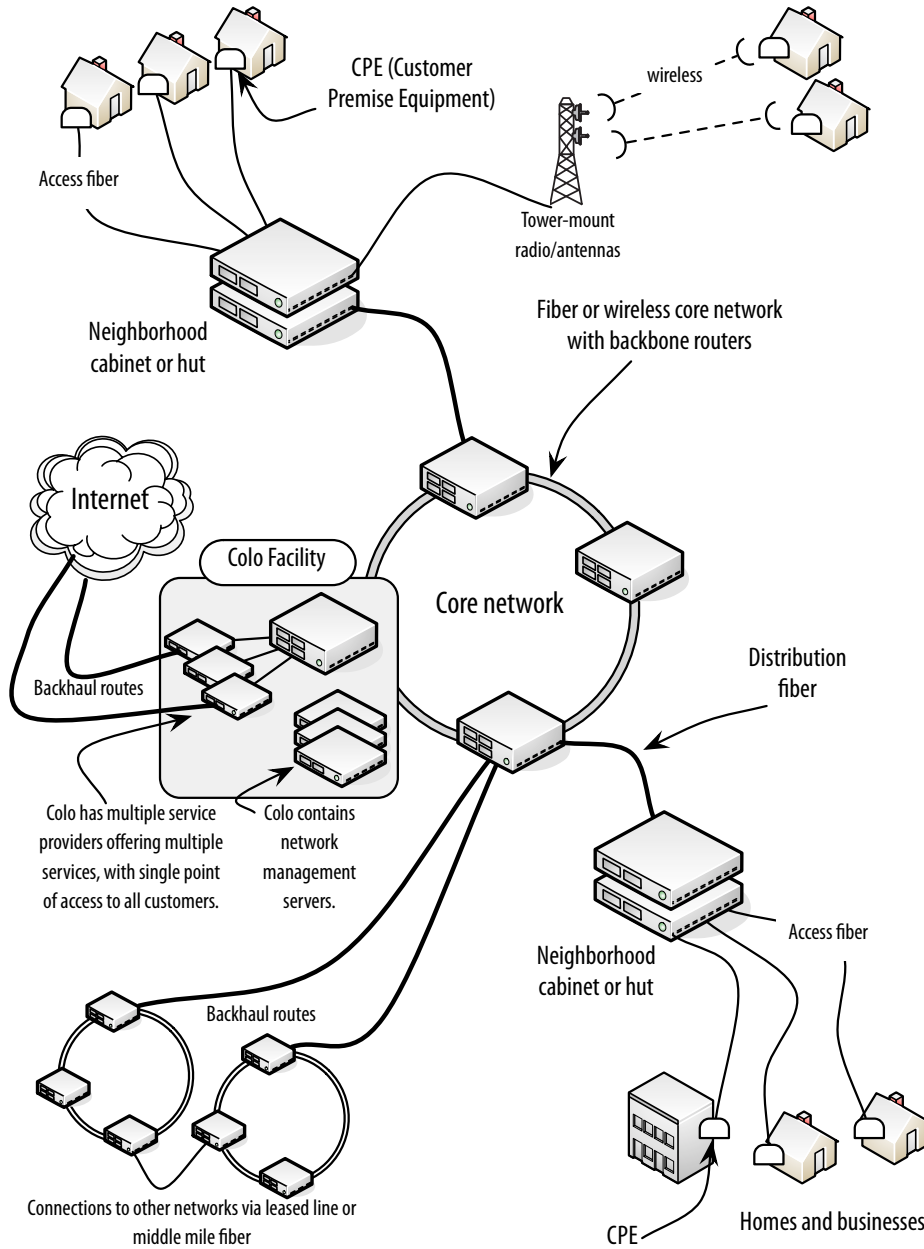 CPE (Customer
Premise Equipment)
wireless
Access fiber
Tower-mount
radio/antennas
Neighborhood
cabinet or hut
Fiber or wireless core network
with backbone routers
Internet
Colo Facility
Core network
Backhaul routes
Distribution
fiber
Colo has multiple service
providers offering multiple
services, with single point
of access to all customers.
Colo contains
network
management
servers.
Access fiber
Neighborhood
cabinet or hut
Backhaul routes
Connections to other networks via leased line or
middle mile fiber
CPE
Homes and businesses